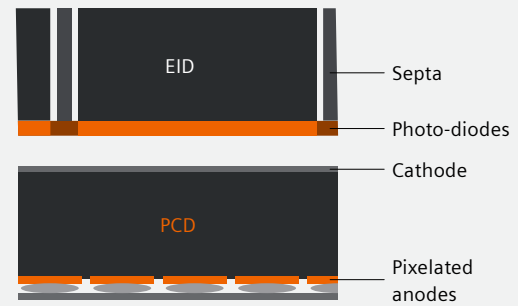 EID
Septa
Photo-diodes
Cathode
PCD
Pixelated
anodes